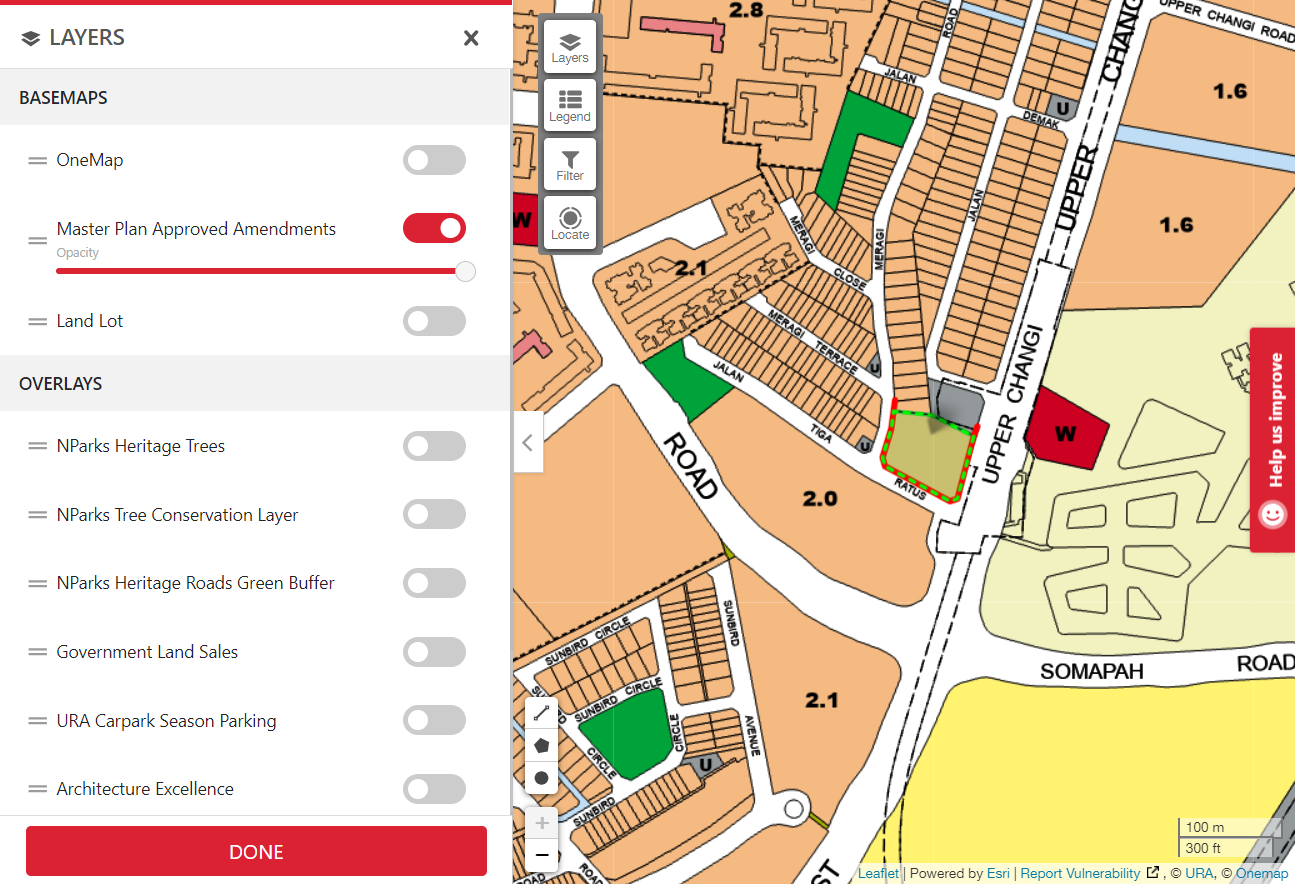 LAYERS
BASEMAPS
OneMap
Master Plan Approved Amendments
Opacity
Land Lot
OVERLAYS
NParks Heritage Trees
NParks Tree Conservation Layer
NParks Heritage Roads Green Buffer
Government Land Sales
URA Carpark Season Parking
Architecture Excellence
DONE
Layers
Legend
Filter
Locate
2.8
ROAD
UPPER CHANGI ROAD
UPPER CHANG
1.6
JALAN
U
DEMAK
JALAN
1.6
W
MERAGI
MERAGI
CLOSE
2.1
MERAGI TERRACE
U
UPPER CHANGI
JALAN
TIGA
U
RATUS
W
ROAD
2.0
Help us improve
SUNBIRD CIRCLE
SUNBIRD
SUNBIRD CIRCLE
CIRCLE
CIRCLE
AVENUE
U
2.1
SOMAPAH ROAD
SUNBIRD
ROAD
ROAD
ST
100 m
300 ft
Leaflet | Powered by Esri | Report Vulnerability , © URA, © Onemap